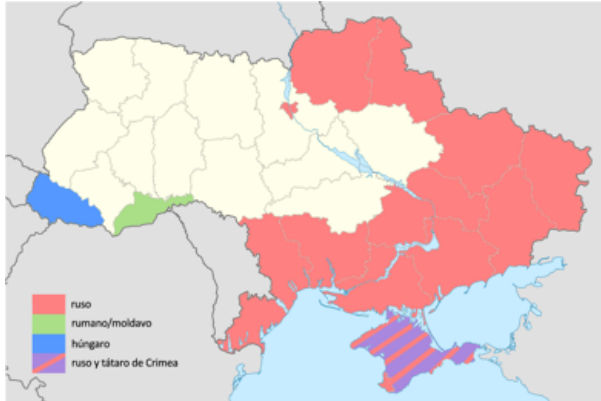 ruso
rumano/moldavo
húngaro
ruso y tátaro de Crimea